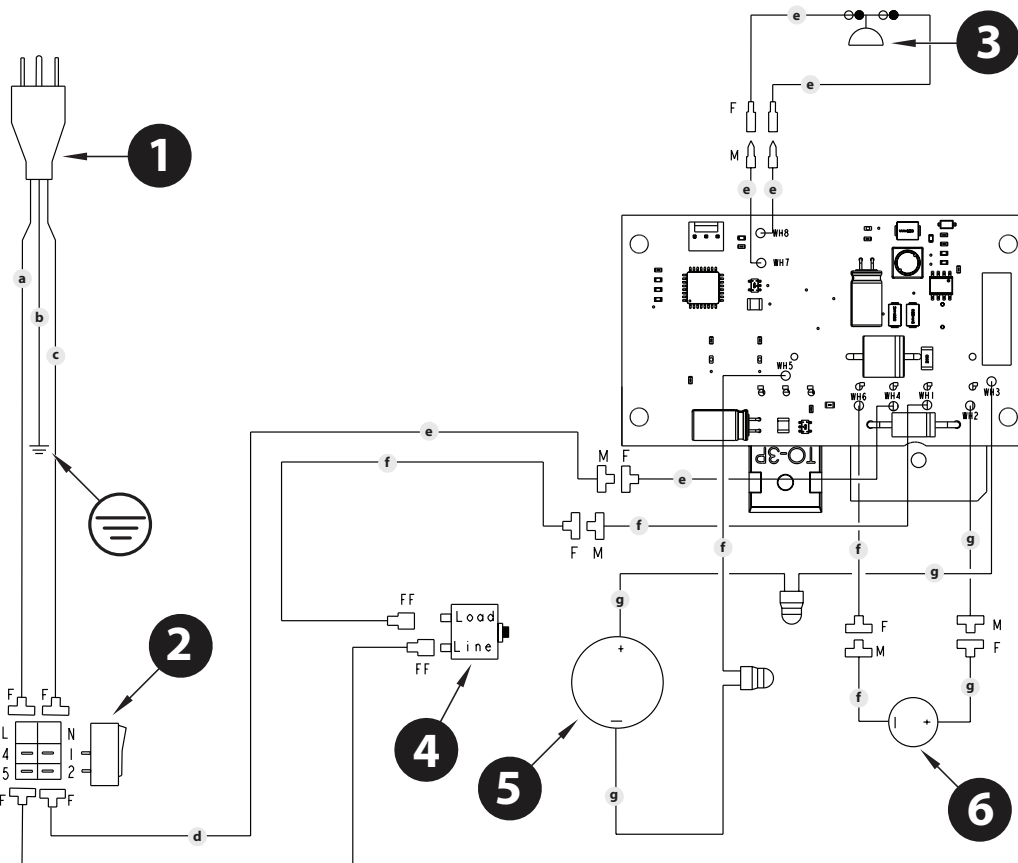 e
3
e
F
M
1
e e
WH8
WH7
a
b
c
WH5
WH3
WH6 WH4 WH1
WH2
e
f
M F
e
TO-3P
f
F M
f
f
g
g
g
FF
Load
Line
FF
F
M
M
F
2
F F
L N
4 1
5 2
F F
+
—
f
g
— +
4
5
6
g
d